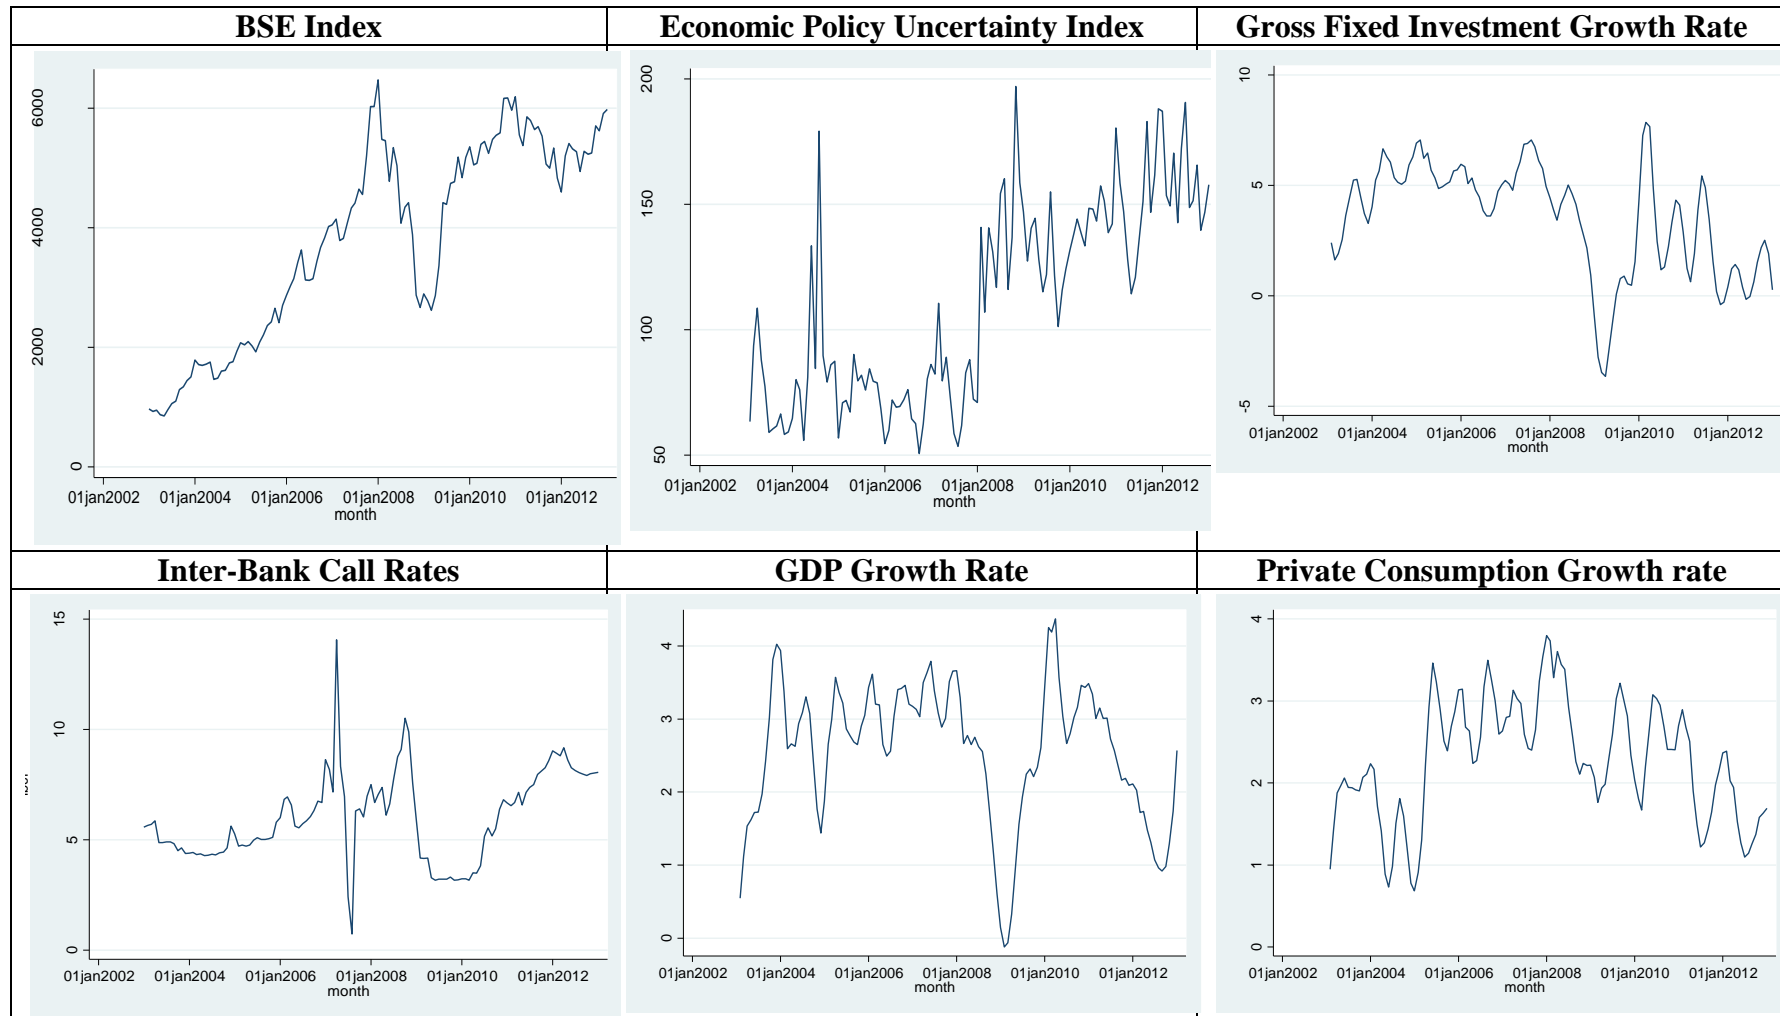 BSE Index
Economic Policy Uncertainty Index
Gross Fixed Investment Growth Rate
6000
4000
2000
0
01jan2002 01jan2004 01jan2006 01jan2008 01jan2010 01jan2012
month
200
150
100
50
01jan2002 01jan2004 01jan2006 01jan2008 01jan2010 01jan2012
month
10
5
0
-5
01jan2002 01jan2004 01jan2006 01jan2008 01jan2010 01jan2012
month
Inter-Bank Call Rates
GDP Growth Rate
Private Consumption Growth rate
15
10
5
0
01jan2002 01jan2004 01jan2006 01jan2008 01jan2010 01jan2012
month
4
3
2
1
0
01jan2002 01jan2004 01jan2006 01jan2008 01jan2010 01jan2012
month
4
3
2
1
0
01jan2002 01jan2004 01jan2006 01jan2008 01jan2010 01jan2012
month